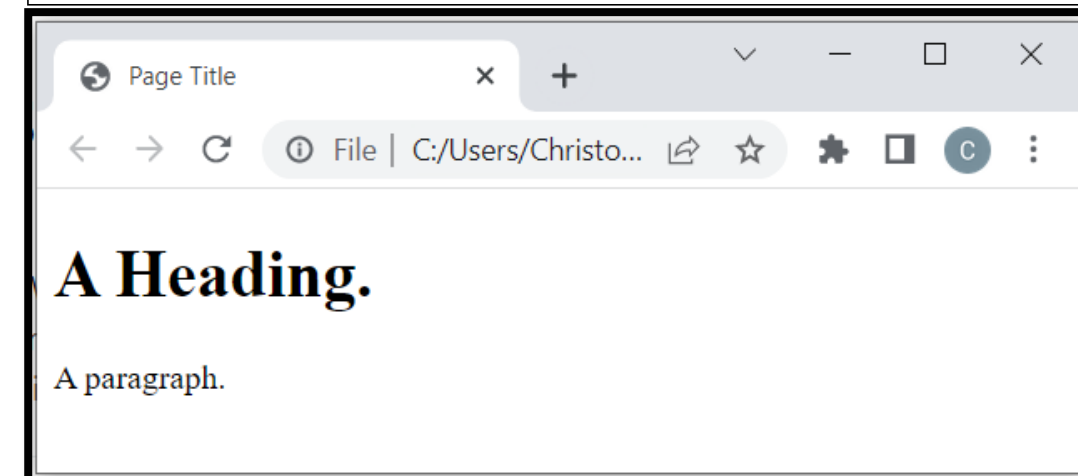 Page Title
File | C:/Users/Christo... C
A Heading.
A paragraph.